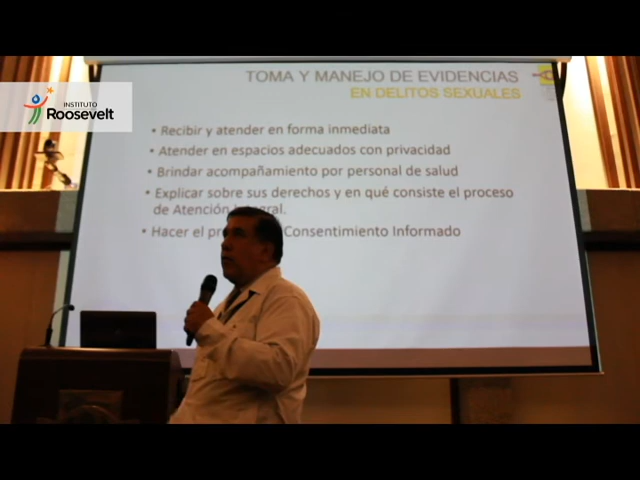 INSTITUTO
Roosevelt
TOMA Y MANEJO DE EVIDENCIAS
EN DELITOS SEXUALES
• Recibir y atender en forma inmediata
• Atender en espacios adecuados con privacidad
• Brindar acompañamiento por personal de salud
• Explicar sobre sus derechos y en qué consiste el proceso
de Atención Integral.
• Hacer el Consentimiento Informado